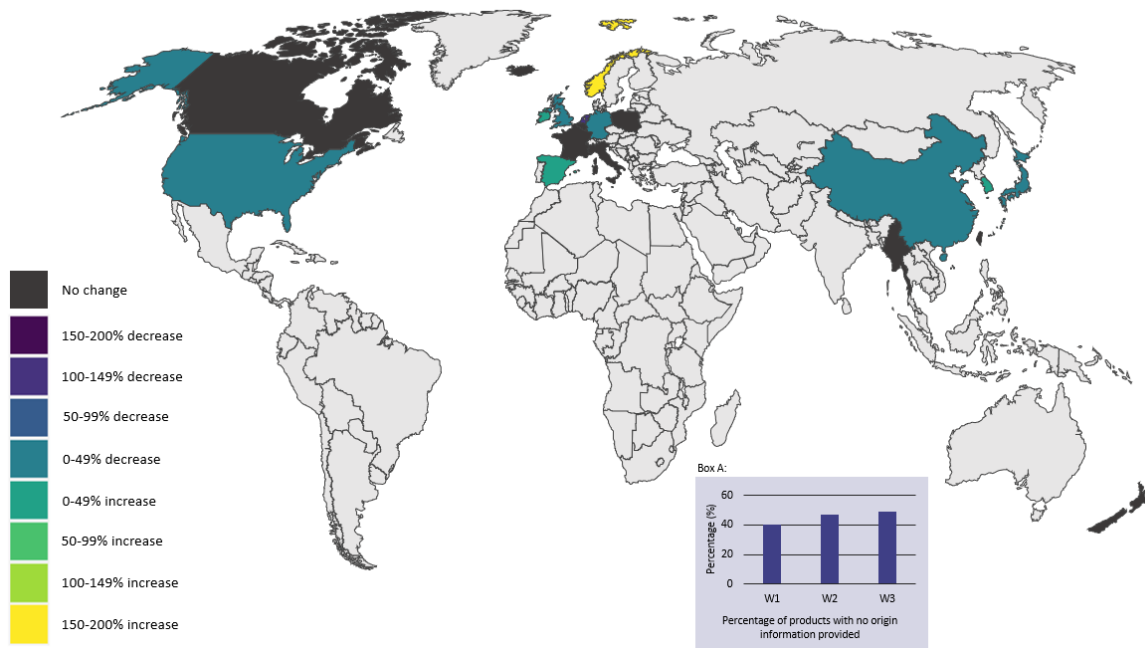 No change
150-200% decrease
100-149% decrease
50-99% decrease
0-49% decrease
0-49% increase
50-99% increase
100-149% increase
150-200% increase
Box A:
Percentage (%)
60
40
20
0
W1 W2 W3
Percentage of products with no origin
information provided